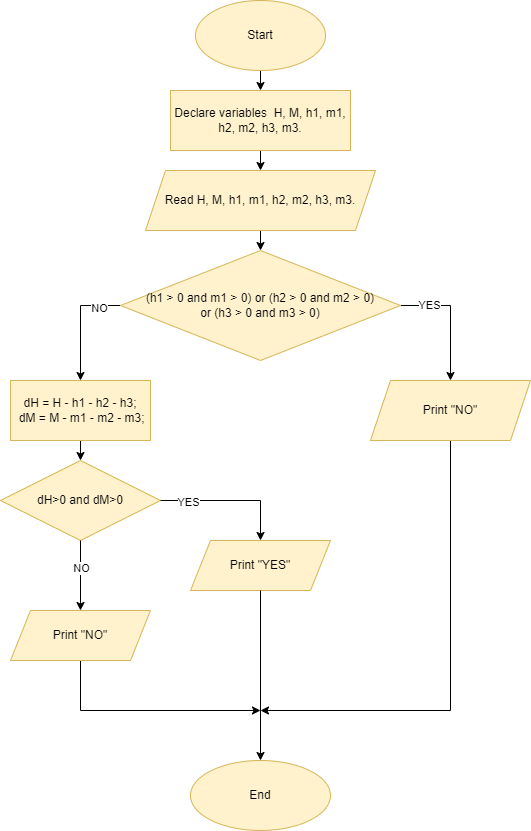 Start
Declare variables  H, M, h1, m1,
h2, m2, h3, m3.
Read H, M, h1, m1, h2, m2, h3, m3.
(h1 > 0 and m1 > 0) or (h2 > 0 and m2 > 0)
or (h3 > 0 and m3 > 0)
NO
YES
dH = H - h1 - h2 - h3;
dM = M - m1 - m2 - m3;
Print "NO"
dH>0 and dM>0
YES
Print "YES"
NO
Print "NO"
End